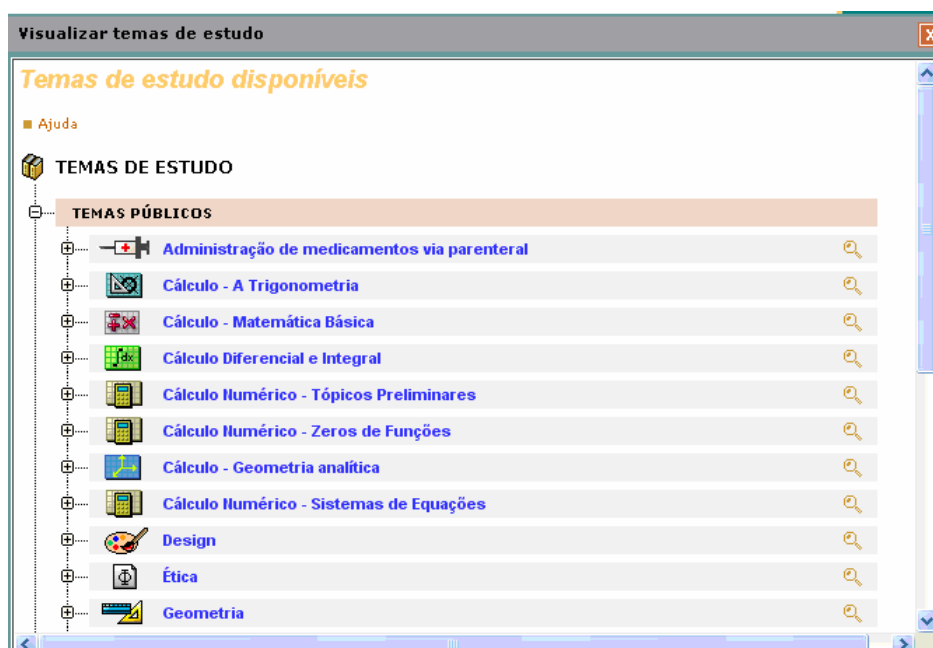 Visualizar temas de estudo
Temas de estudo disponíveis
Ajuda
TEMAS DE ESTUDO
TEMAS PÚBLICOS
Administração de medicamentos via parenteral
Cálculo - A Trigonometria
Cálculo - Matemática Básica
Cálculo Diferencial e Integral
Cálculo Numérico - Tópicos Preliminares
Cálculo Numérico - Zeros de Funções
Cálculo - Geometria analítica
Cálculo Numérico - Sistemas de Equações
Design
Ética
Geometria